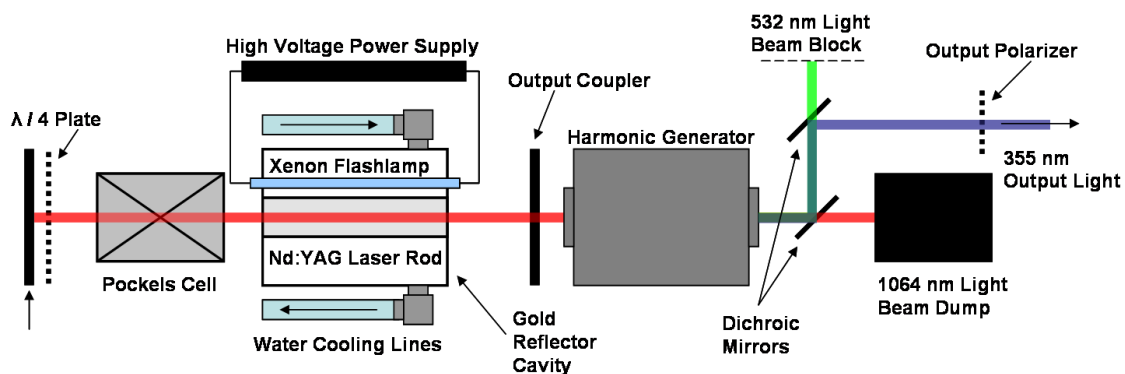 532 nm Light
Beam Block
High Voltage Power Supply
Output Polarizer
Output Coupler
λ / 4 Plate
Harmonic Generator
Xenon Flashlamp
355 nm
Output Light
Nd:YAG Laser Rod
Pockels Cell
1064 nm Light
Beam Dump
Gold
Reflector
Cavity
Dichroic
Mirrors
Water Cooling Lines